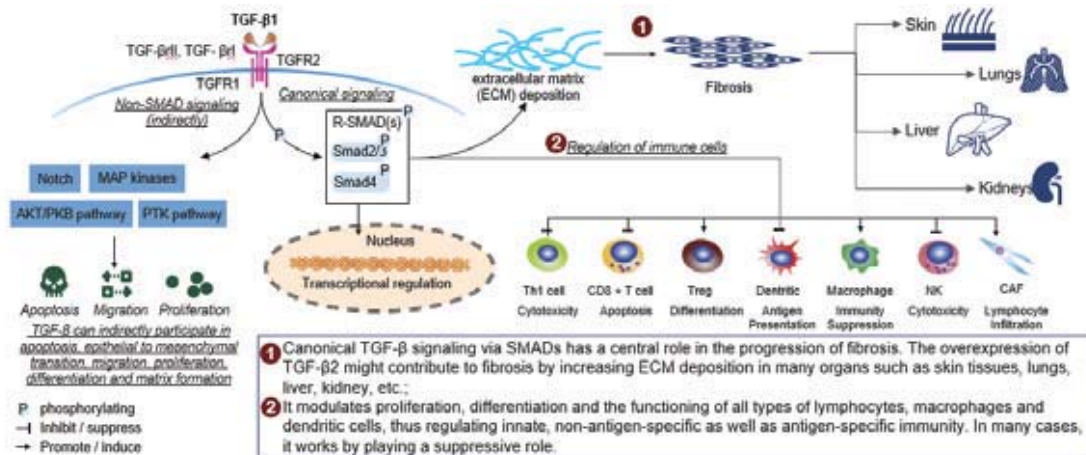 TGF-β1
TGF-βrII, TGF- βrI
TGFR2
TGFR1
Non-SMAD signaling
(indirectly)
Canonical signaling
P
Notch
MAP kinases
AKT/PKB pathway
PTK pathway
Apoptosis
Migration
Proliferation
TGF-β can indirectly participate in
apoptosis, epithelial to mesenchymal
transition, migration, proliferation,
differentiation and matrix formation
P phosphorylating
Inhibit / suppress
Promote / induce
P
R-SMAD(s)
P
Smad2/3
P
Smad4
Nucleus
Transcriptional regulation
extracellular matrix
(ECM) deposition
1
Fibrosis
Skin
Lungs
Liver
Kidneys
2 Regulation of immune cells
Th1 cell
Cytotoxicity
CD8 + T cell
Apoptosis
Treg
Differentiation
Dentritic
Antigen
Presentation
Macrophage
Immunity
Suppression
NK
Cytotoxicity
CAF
Lymphocyte
Infiltration
1 Canonical TGF-β signaling via SMADs has a central role in the progression of fibrosis. The overexpression of
TGF-β2 might contribute to fibrosis by increasing ECM deposition in many organs such as skin tissues, lungs,
liver, kidney, etc.;
2 It modulates proliferation, differentiation and the functioning of all types of lymphocytes, macrophages and
dendritic cells, thus regulating innate, non-antigen-specific as well as antigen-specific immunity. In many cases,
it works by playing a suppressive role.